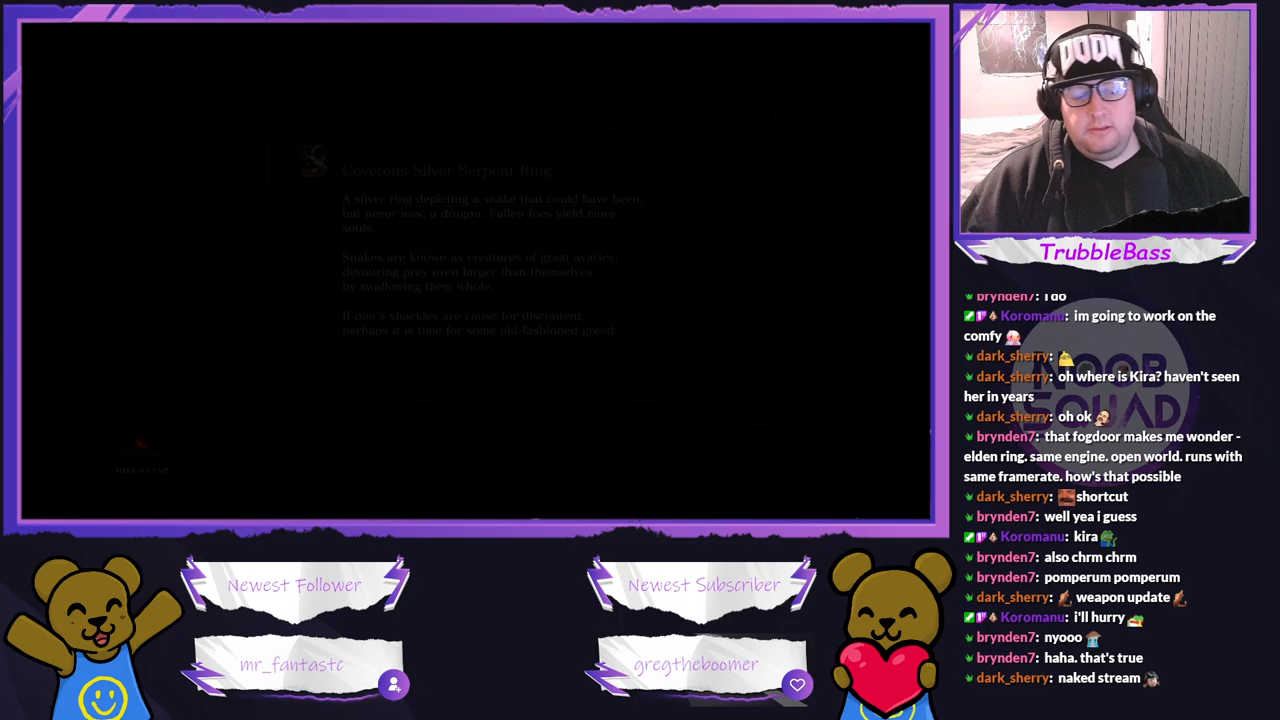 Covetous Silver Serpent Ring
A silver ring depicting a snake that could have been,
but never was, a dragon. Fallen foes yield more
souls.
Snakes are known as creatures of great avarice,
devouring prey even larger than themselves
by swallowing them whole.
If one's shackles are cause for discontent,
perhaps it is time for some old-fashioned greed.
DARK SOULS III
DOOM
TrubbleBass
NOOB
SQUAD
brynden7: i do
Koromanu: im going to work on the
comfy
dark_sherry:
dark_sherry: oh where is Kira? haven't seen
her in years
dark_sherry: oh ok
brynden7: that fogdoor makes me wonder -
elden ring. same engine. open world. runs with
same framerate. how's that possible
dark_sherry: shortcut
brynden7: well yea i guess
Koromanu: kira
brynden7: also chrm chrm
brynden7: pomperum pomperum
dark_sherry: weapon update
Koromanu: i'll hurry
brynden7: nyooo
brynden7: haha. that's true
dark_sherry: naked stream
Newest Follower
mr_fantastc
Newest Subscriber
gregtheboomer